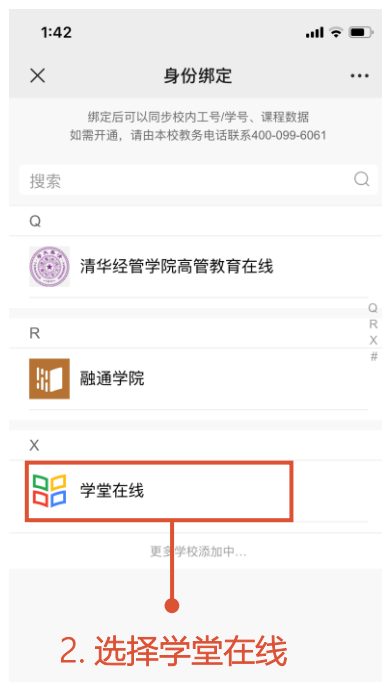 1:42
身份绑定
绑定后可以同步校内工号/学号、课程数据
如需开通，请由本校教务电话联系400-099-6061
搜索
Q
清华经管学院高管教育在线
Q
R
X
#
R
融通学院
X
学堂在线
更多学校添加中...
2. 选择学堂在线